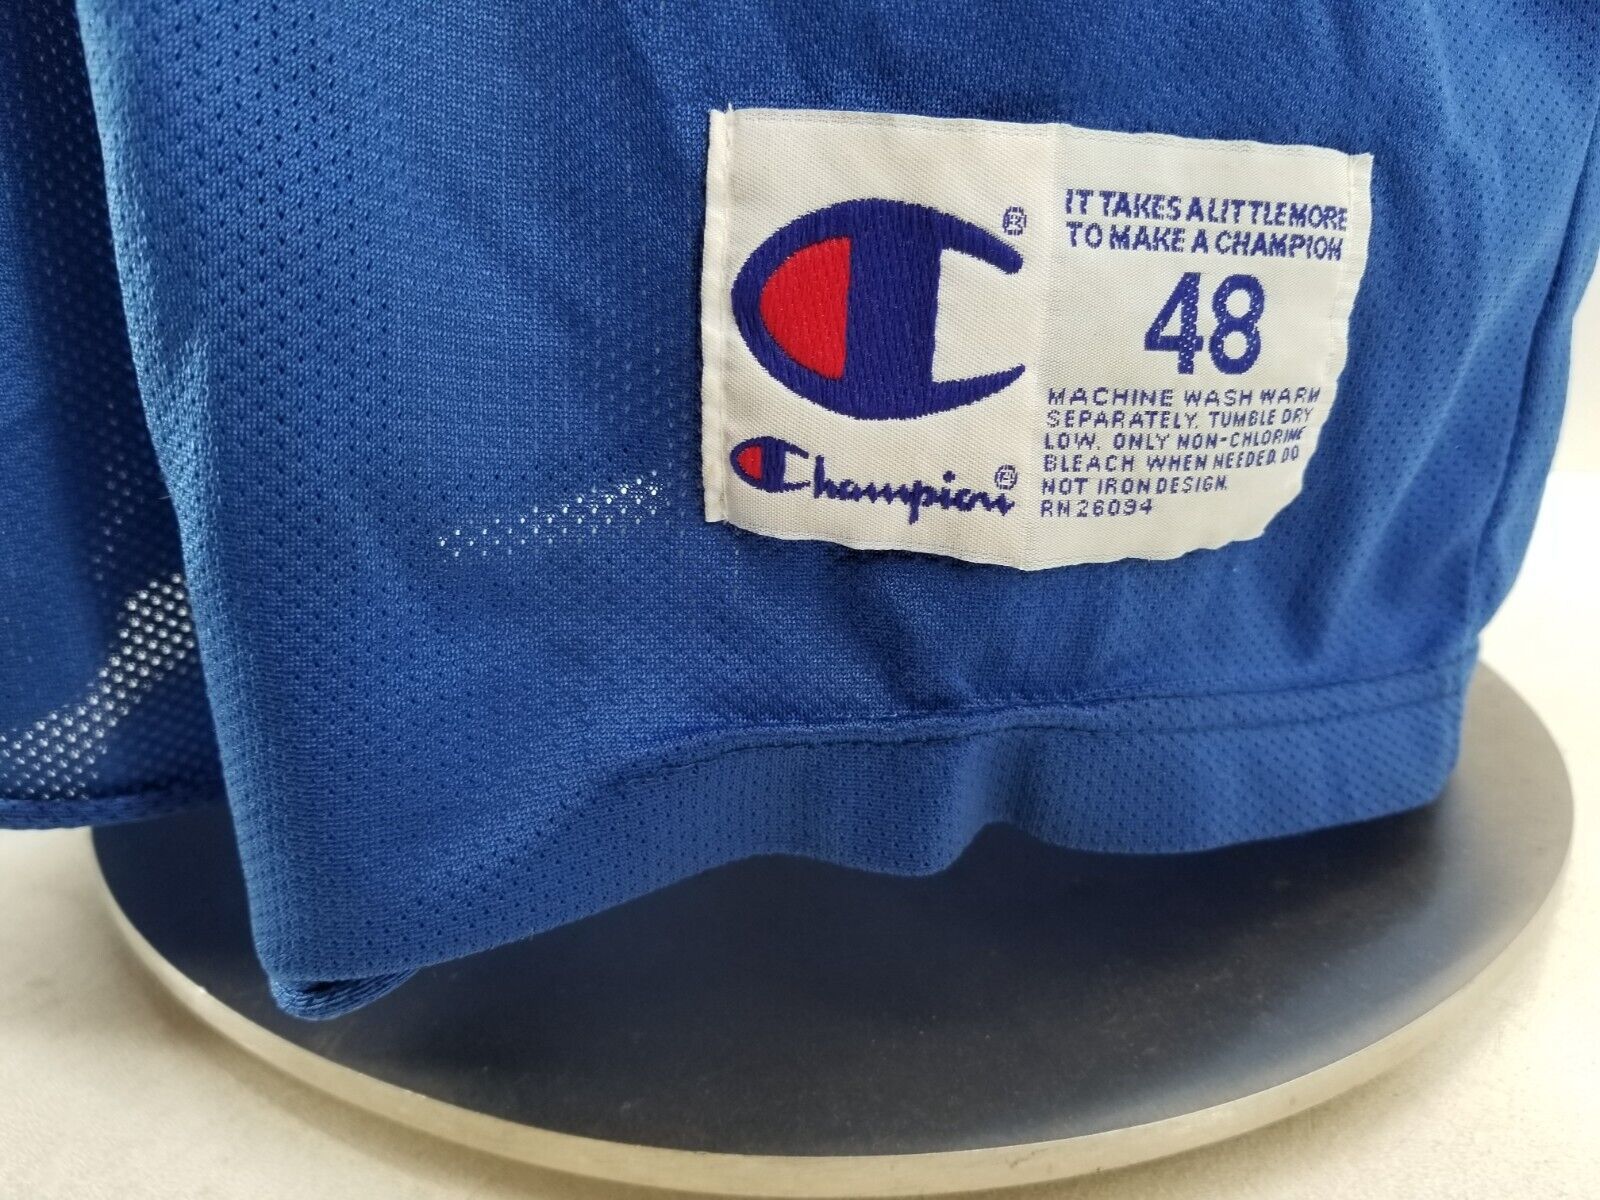 Champion®
IT TAKES A LITTLE MORE
TO MAKE A CHAMPION
48
MACHINE WASH WARM
SEPARATELY. TUMBLE DRY
LOW. ONLY NON-CHLORINE
BLEACH WHEN NEEDED. DO
NOT IRON DESIGN.
RN 26094